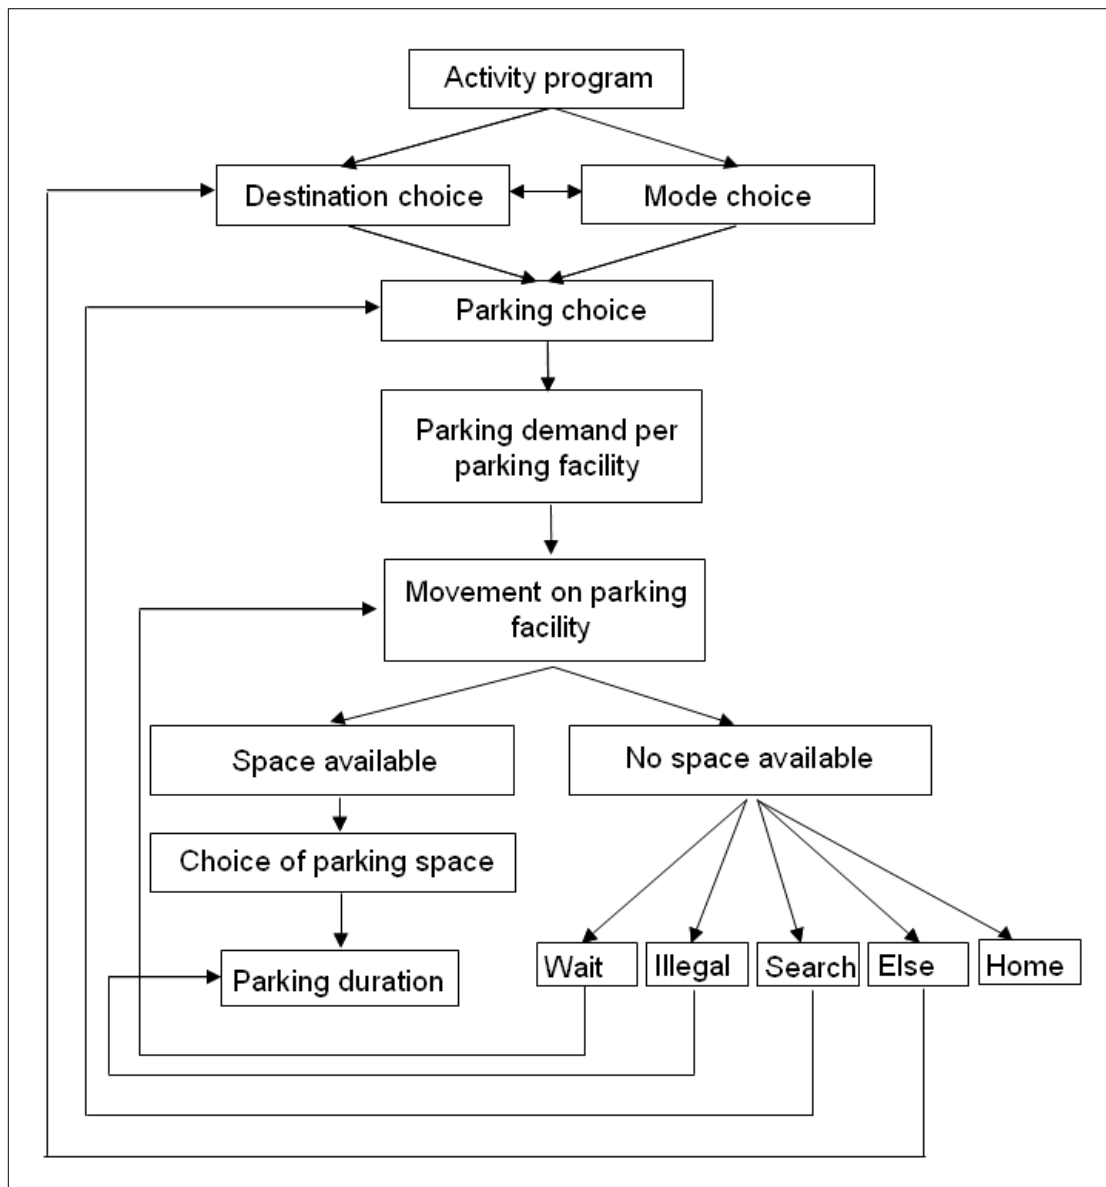 Activity program
Destination choice
Mode choice
Parking choice
Parking demand per
parking facility
Movement on parking
facility
Space available
No space available
Choice of parking space
Wait
Illegal
Search
Else
Home
Parking duration